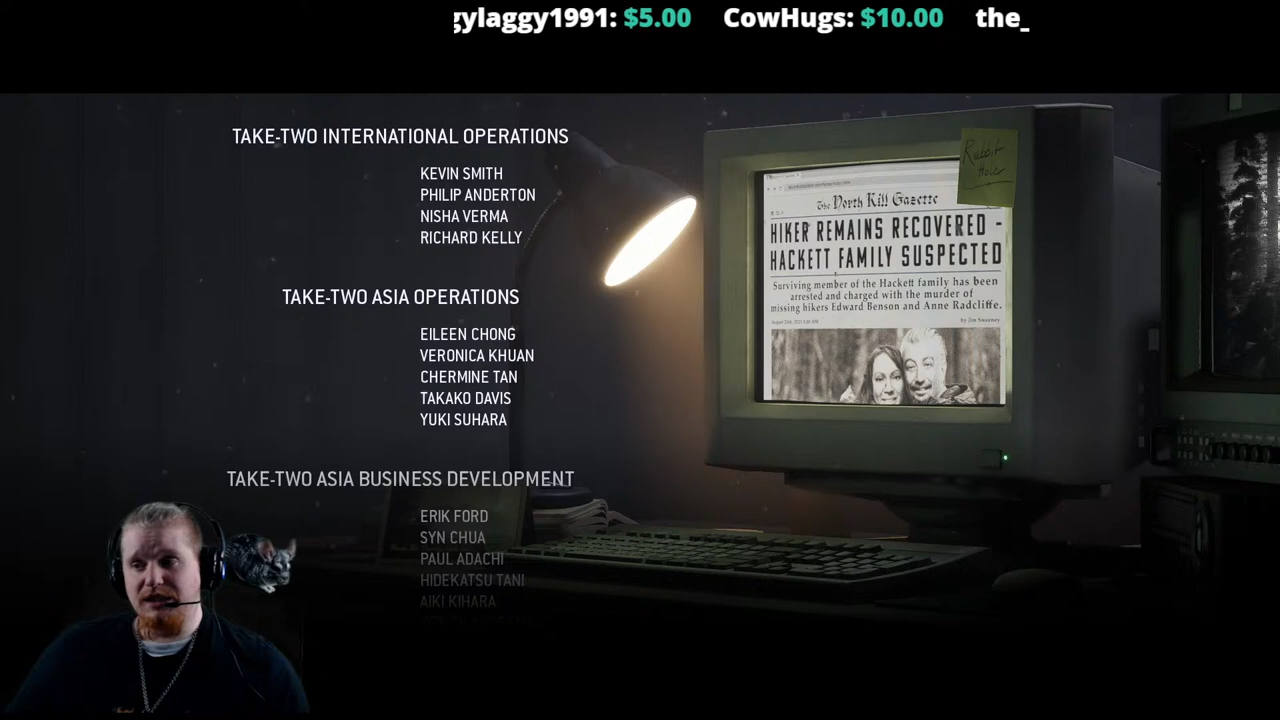 gylaggy1991: $5.00 CowHugs: $10.00 the_
TAKE-TWO INTERNATIONAL OPERATIONS
KEVIN SMITH
PHILIP ANDERTON
NISHA VERMA
RICHARD KELLY
TAKE-TWO ASIA OPERATIONS
EILEEN CHONG
VERONICA KHUAN
CHERMINE TAN
TAKAKO DAVIS
YUKI SUHARA
TAKE-TWO ASIA BUSINESS DEVELOPMENT
ERIK FORD
SYN CHUA
PAUL ADACHI
HIDEKATSU TANI
AIKI KIHARA
Rabbit
Hole
The North Kill Gazette
HIKER REMAINS RECOVERED -
HACKETT FAMILY SUSPECTED
Surviving member of the Hackett family has been
arrested and charged with the murder of
missing hikers Edward Benson and Anne Radcliffe.
by Jim Sweeney